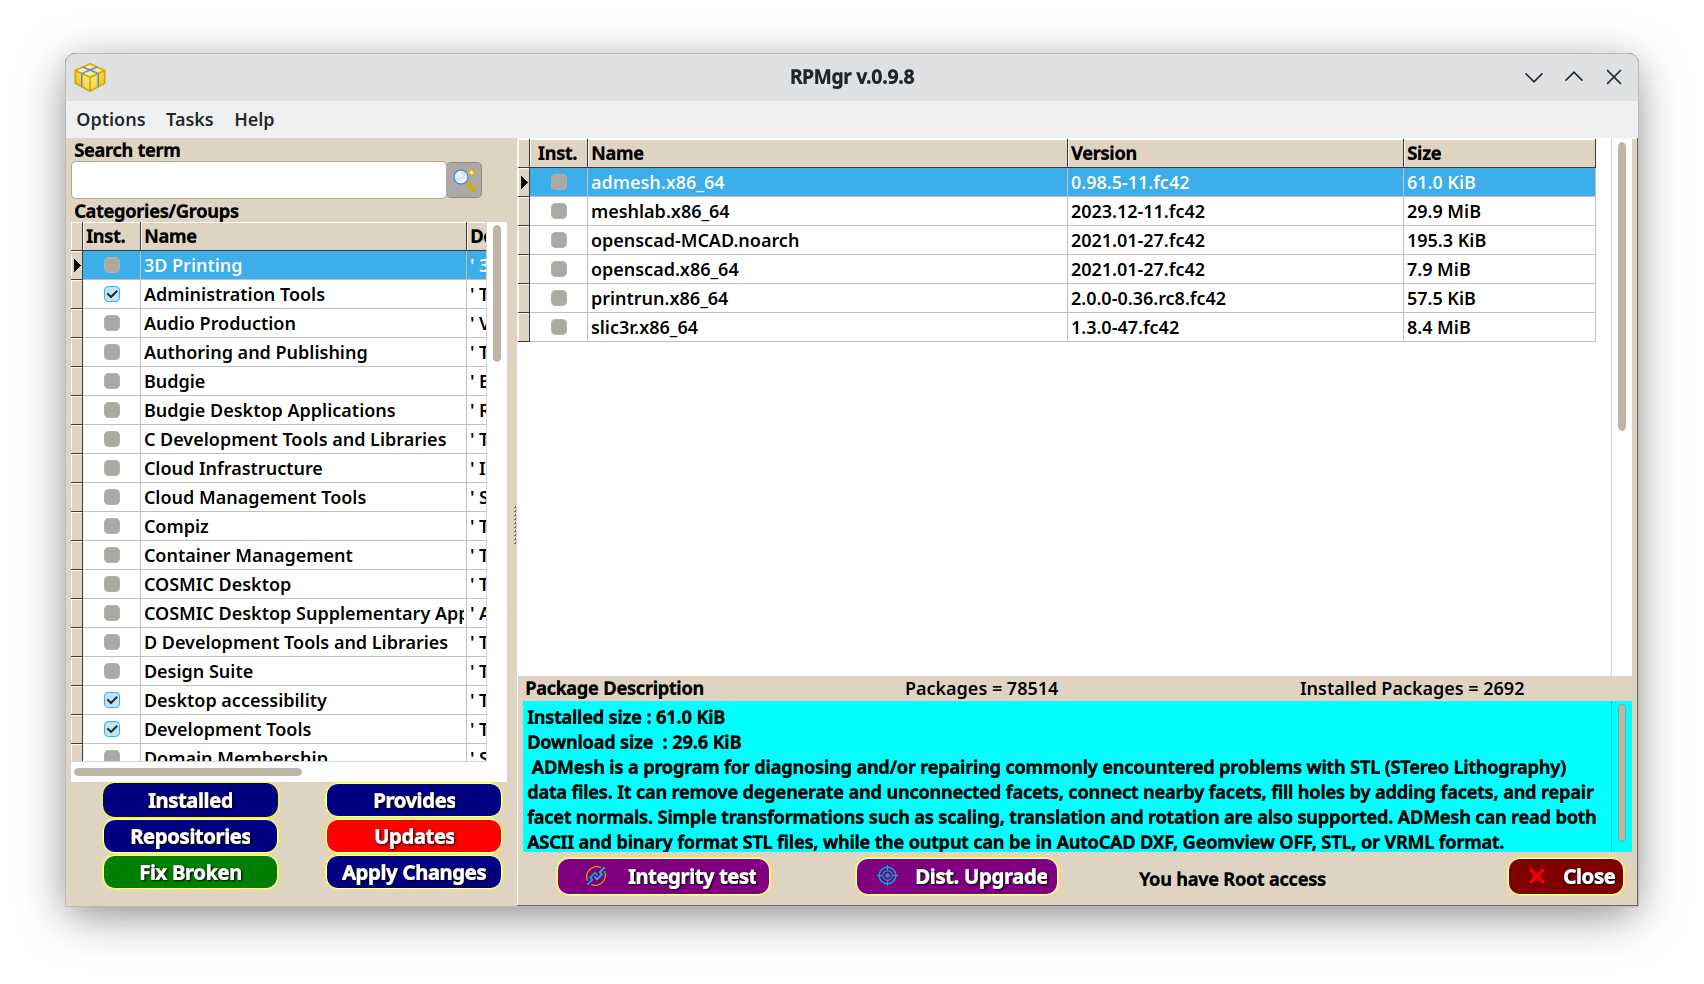 RPMgr v.0.9.8
Options Tasks Help
Search term
Categories/Groups
Inst. Name
3D Printing ' 3
Administration Tools ' T
Audio Production ' V
Authoring and Publishing ' T
Budgie ' E
Budgie Desktop Applications ' F
C Development Tools and Libraries ' T
Cloud Infrastructure ' I
Cloud Management Tools ' S
Compiz ' T
Container Management ' T
COSMIC Desktop ' T
COSMIC Desktop Supplementary App ' A
D Development Tools and Libraries ' T
Design Suite ' T
Desktop accessibility ' T
Development Tools ' T
Domain Membership ' S
Installed Provides
Repositories Updates
Fix Broken Apply Changes
Inst. Name Version Size
admesh.x86_64 0.98.5-11.fc42 61.0 KiB
meshlab.x86_64 2023.12-11.fc42 29.9 MiB
openscad-MCAD.noarch 2021.01-27.fc42 195.3 KiB
openscad.x86_64 2021.01-27.fc42 7.9 MiB
printrun.x86_64 2.0.0-0.36.rc8.fc42 57.5 KiB
slic3r.x86_64 1.3.0-47.fc42 8.4 MiB
Package Description Packages = 78514 Installed Packages = 2692
Installed size : 61.0 KiB
Download size : 29.6 KiB
ADMesh is a program for diagnosing and/or repairing commonly encountered problems with STL (STereo Lithography)
data files. It can remove degenerate and unconnected facets, connect nearby facets, fill holes by adding facets, and repair
facet normals. Simple transformations such as scaling, translation and rotation are also supported. ADMesh can read both
ASCII and binary format STL files, while the output can be in AutoCAD DXF, Geomview OFF, STL, or VRML format.
Integrity test Dist. Upgrade You have Root access Close